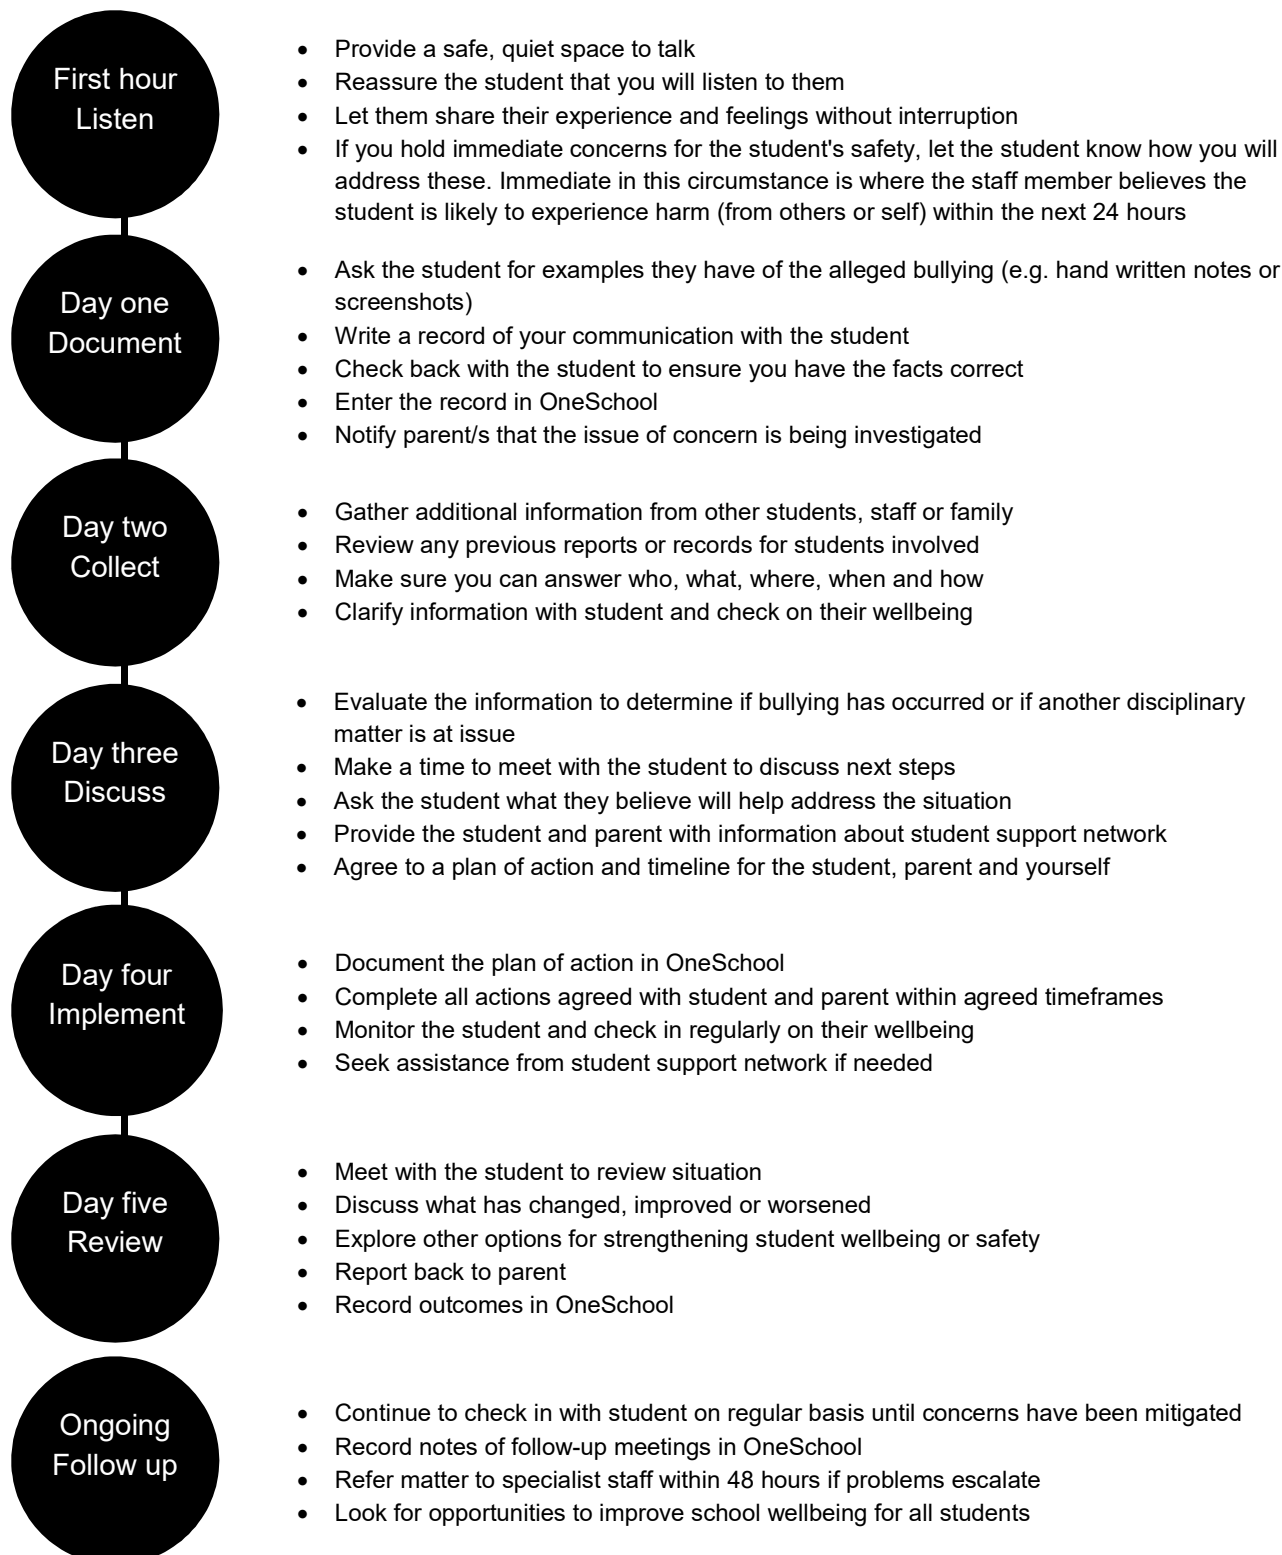 First hour
Listen
• Provide a safe, quiet space to talk
• Reassure the student that you will listen to them
• Let them share their experience and feelings without interruption
• If you hold immediate concerns for the student's safety, let the student know how you will
address these. Immediate in this circumstance is where the staff member believes the
student is likely to experience harm (from others or self) within the next 24 hours
Day one
Document
• Ask the student for examples they have of the alleged bullying (e.g. hand written notes or
screenshots)
• Write a record of your communication with the student
• Check back with the student to ensure you have the facts correct
• Enter the record in OneSchool
• Notify parent/s that the issue of concern is being investigated
Day two
Collect
• Gather additional information from other students, staff or family
• Review any previous reports or records for students involved
• Make sure you can answer who, what, where, when and how
• Clarify information with student and check on their wellbeing
Day three
Discuss
• Evaluate the information to determine if bullying has occurred or if another disciplinary
matter is at issue
• Make a time to meet with the student to discuss next steps
• Ask the student what they believe will help address the situation
• Provide the student and parent with information about student support network
• Agree to a plan of action and timeline for the student, parent and yourself
Day four
Implement
• Document the plan of action in OneSchool
• Complete all actions agreed with student and parent within agreed timeframes
• Monitor the student and check in regularly on their wellbeing
• Seek assistance from student support network if needed
Day five
Review
• Meet with the student to review situation
• Discuss what has changed, improved or worsened
• Explore other options for strengthening student wellbeing or safety
• Report back to parent
• Record outcomes in OneSchool
Ongoing
Follow up
• Continue to check in with student on regular basis until concerns have been mitigated
• Record notes of follow-up meetings in OneSchool
• Refer matter to specialist staff within 48 hours if problems escalate
• Look for opportunities to improve school wellbeing for all students